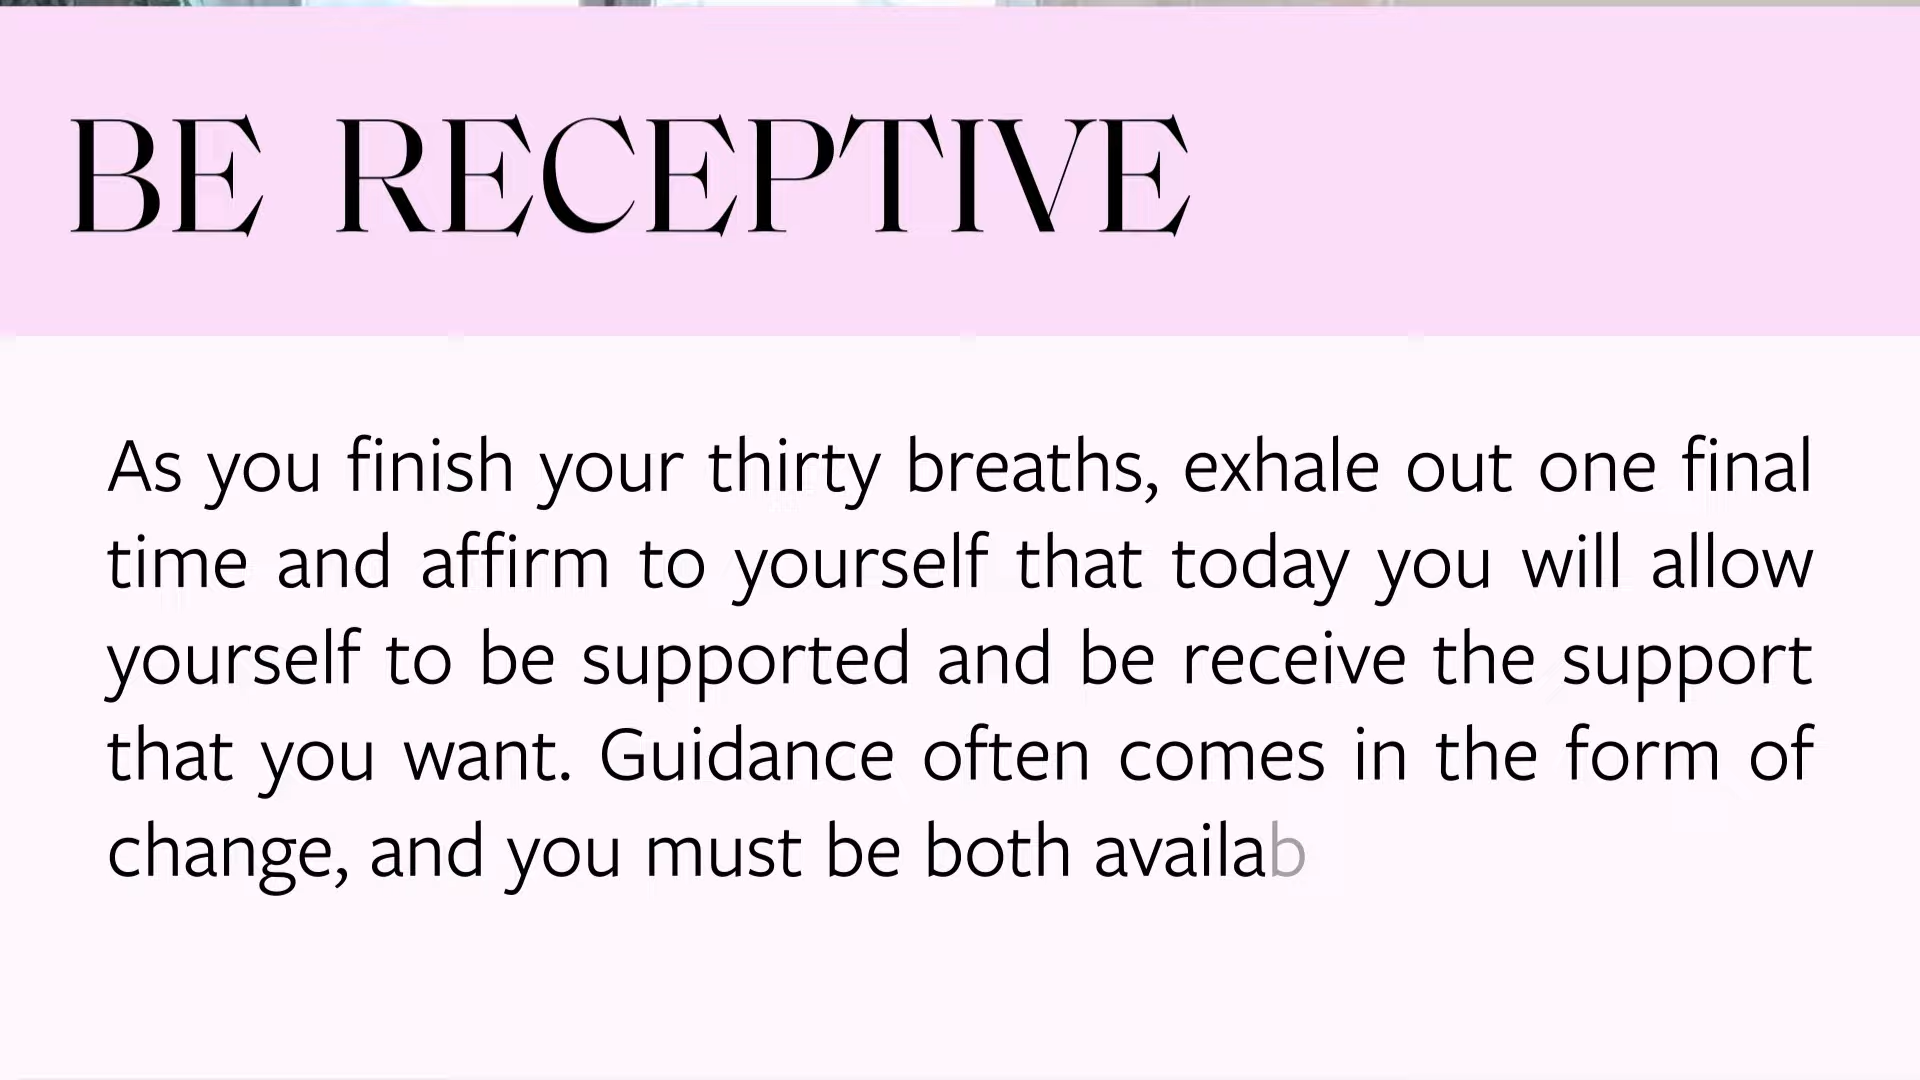 BE RECEPTIVE
As you finish your thirty breaths, exhale out one final
time and affirm to yourself that today you will allow
yourself to be supported and be receive the support
that you want. Guidance often comes in the form of
change, and you must be both availab